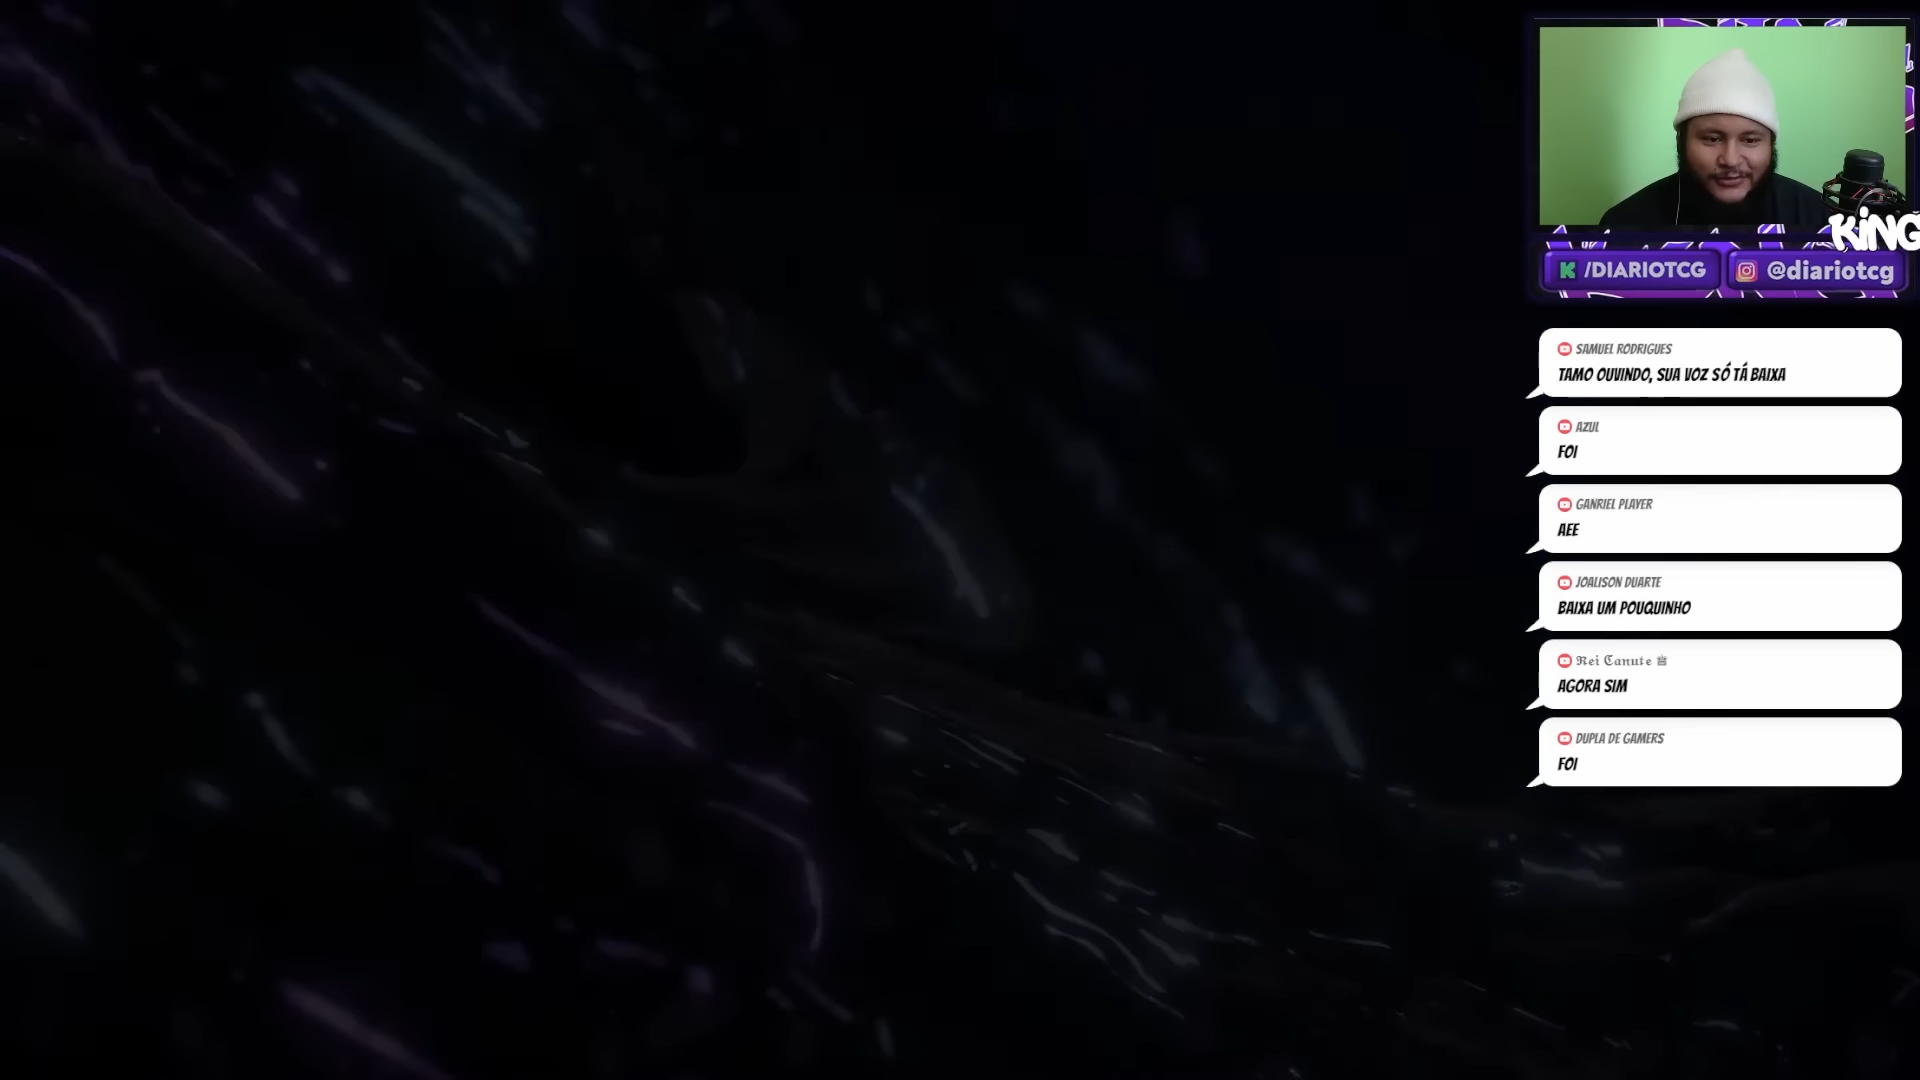 KING
/DIARIOTCG
@diariotcg
SAMUEL RODRIGUES
TAMO OUVINDO, SUA VOZ SÓ TÁ BAIXA
AZUL
FOI
GANRIEL PLAYER
AEE
JOALISON DUARTE
BAIXA UM POUQUINHO
𝕽𝖊𝖎 𝕮𝖆𝖓𝖚𝖙𝖊 ♕
AGORA SIM
DUPLA DE GAMERS
FOI